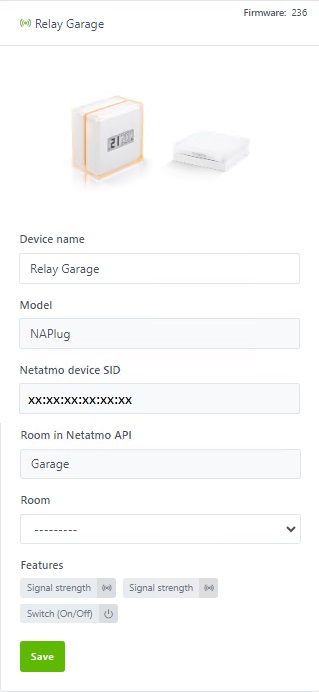 Firmware: 236
Relay Garage
21
Device name
Relay Garage
Model
NAPlug
Netatmo device SID
xx:xx:xx:xx:xx:xx
Room in Netatmo API
Garage
Room
---------
Features
Signal strength Signal strength
Switch (On/Off)
Save